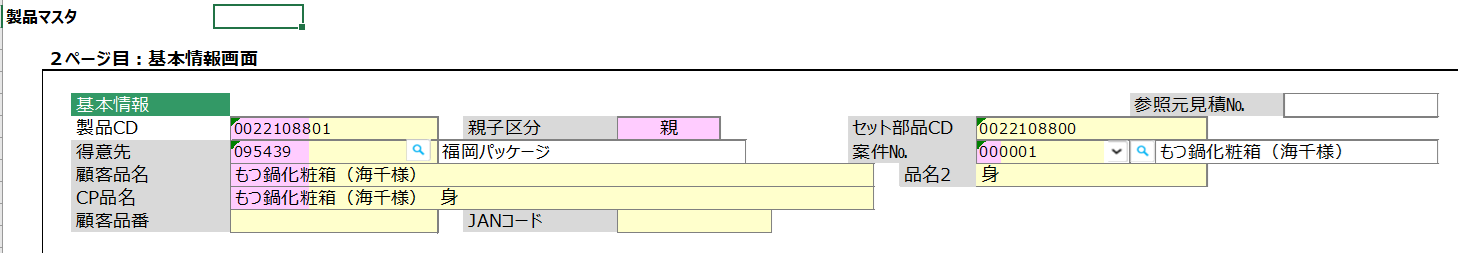 製品マスタ
２ページ目：基本情報画面
基本情報 参照元見積№
製品CD 0022108801 親子区分 親 セット部品CD 0022108800
得意先 095439 福岡パッケージ 案件№ 000001 もつ鍋化粧箱（海千様）
顧客品名 もつ鍋化粧箱（海千様） 品名2 身
CP品名 もつ鍋化粧箱（海千様） 身
顧客品番 JANコード